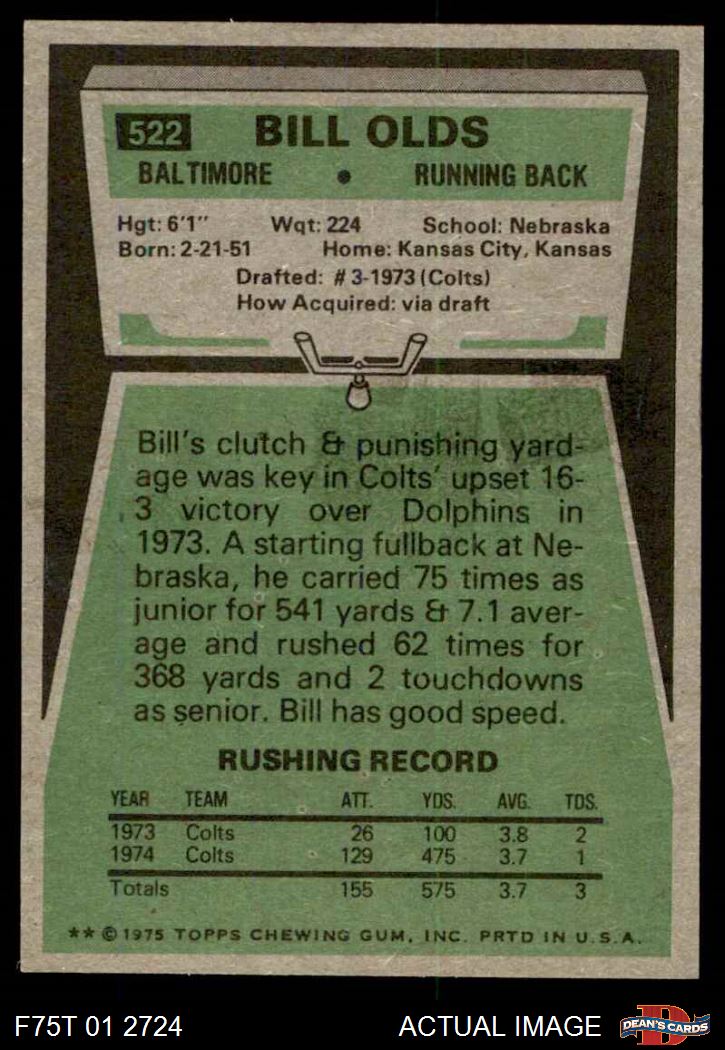 522 BILL OLDS
BALTIMORE • RUNNING BACK
Hgt: 6'1" Wgt: 224 School: Nebraska
Born: 2-21-51 Home: Kansas City, Kansas
Drafted: #3-1973 (Colts)
How Acquired: via draft
Bill's clutch & punishing yard-
age was key in Colts' upset 16-
3 victory over Dolphins in
1973. A starting fullback at Ne-
braska, he carried 75 times as
junior for 541 yards & 7.1 aver-
age and rushed 62 times for
368 yards and 2 touchdowns
as senior. Bill has good speed.
RUSHING RECORD
YEAR TEAM ATT. YDS. AVG. TDS.
1973 Colts 26 100 3.8 2
1974 Colts 129 475 3.7 1
Totals 155 575 3.7 3
** © 1975 TOPPS CHEWING GUM, INC. PRTD IN U.S.A.
F75T 01 2724 ACTUAL IMAGE D DEAN'S CARDS